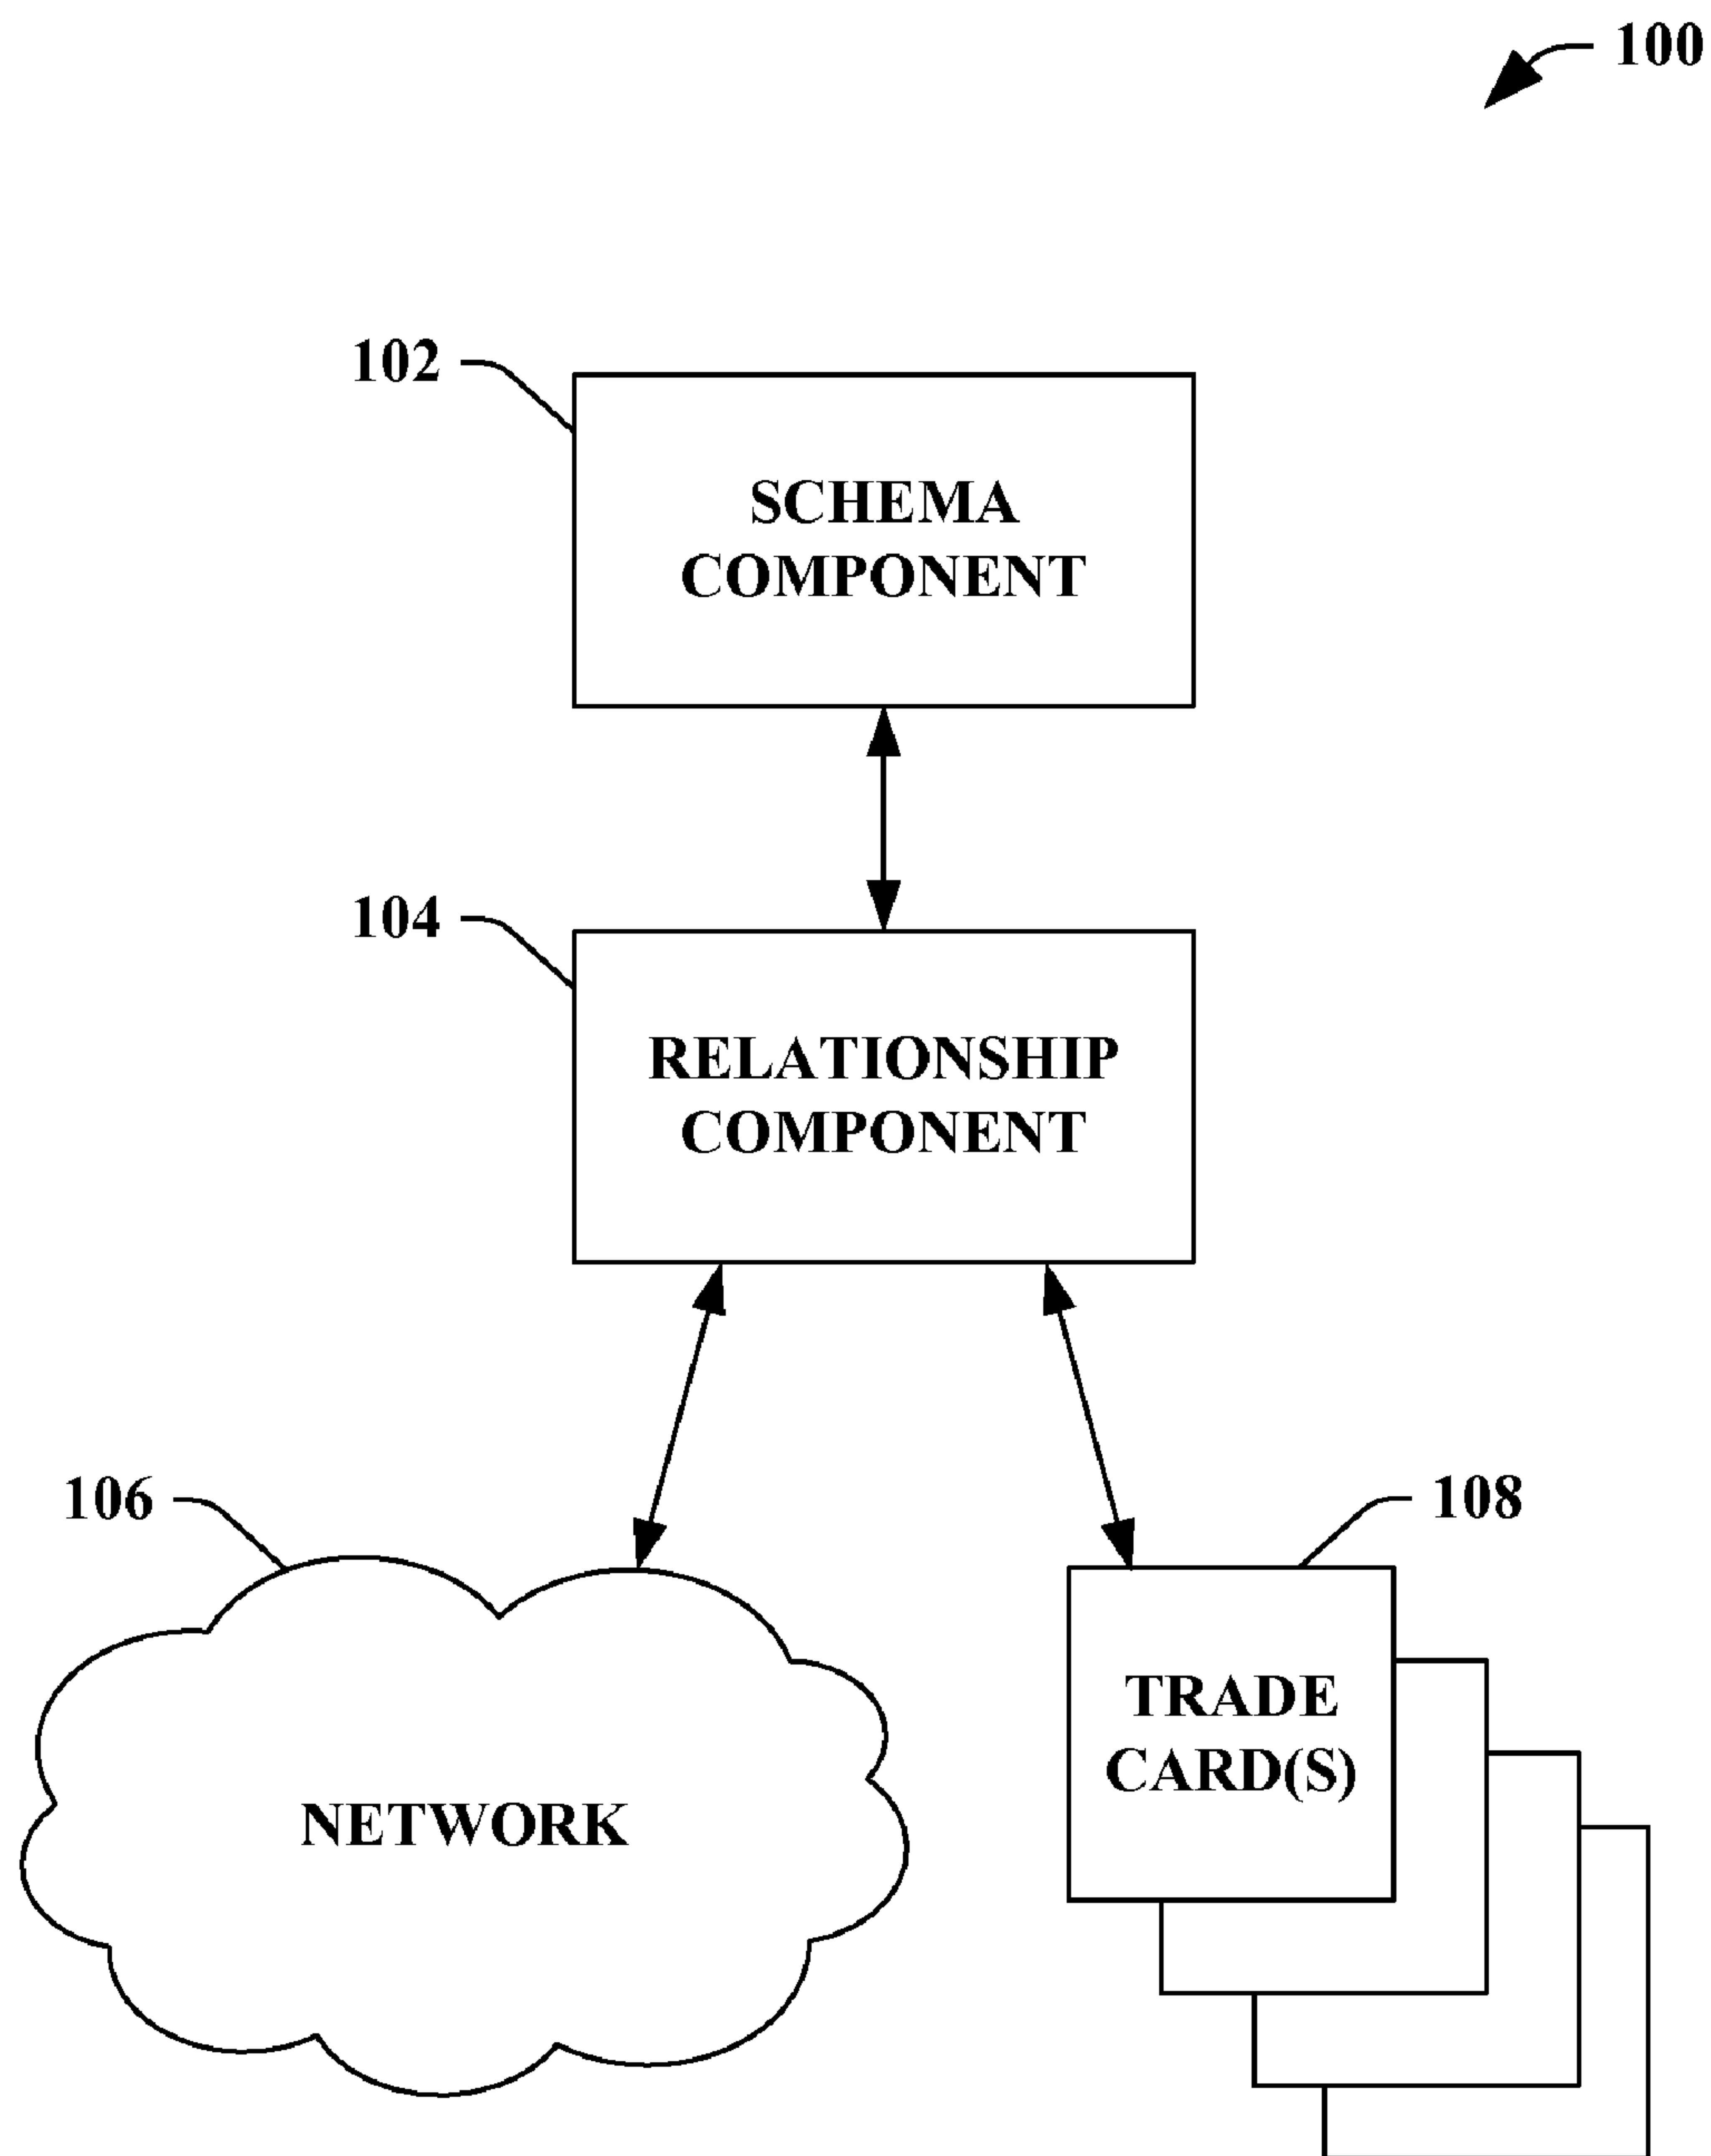 100
102
SCHEMA
COMPONENT
104
RELATIONSHIP
COMPONENT
106
108
TRADE
CARD(S)
NETWORK